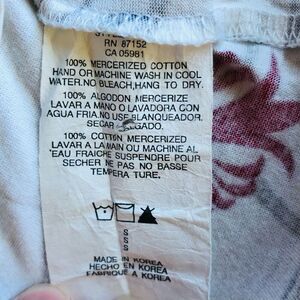 RN 87152
CA 05981
100% MERCERIZED COTTON
HAND OR MACHINE WASH IN COOL
WATER.NO BLEACH,HANG TO DRY.
100% ALGODON MERCERIZE
LAVAR A MANO O LAVADORA CON
AGUA FRIA.NO USE BLANQUEADOR.
100% COTTON MERCERIZED
LAVAR A LA MAIN OU MACHINE AL
'EAU FRAICHE SUSPENDRE POUR
SECHER NE PAS NO BASSE
TEMPERA TURE.
S
S
S
MADE IN KOREA
HECHO EN KOREA
FABRIQUE A KOREA